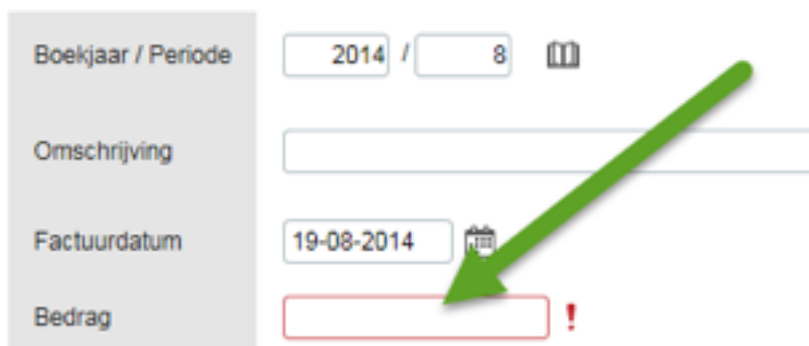 Boekjaar / Periode 2014 / 8
Omschrijving
Factuurdatum 19-08-2014
Bedrag !